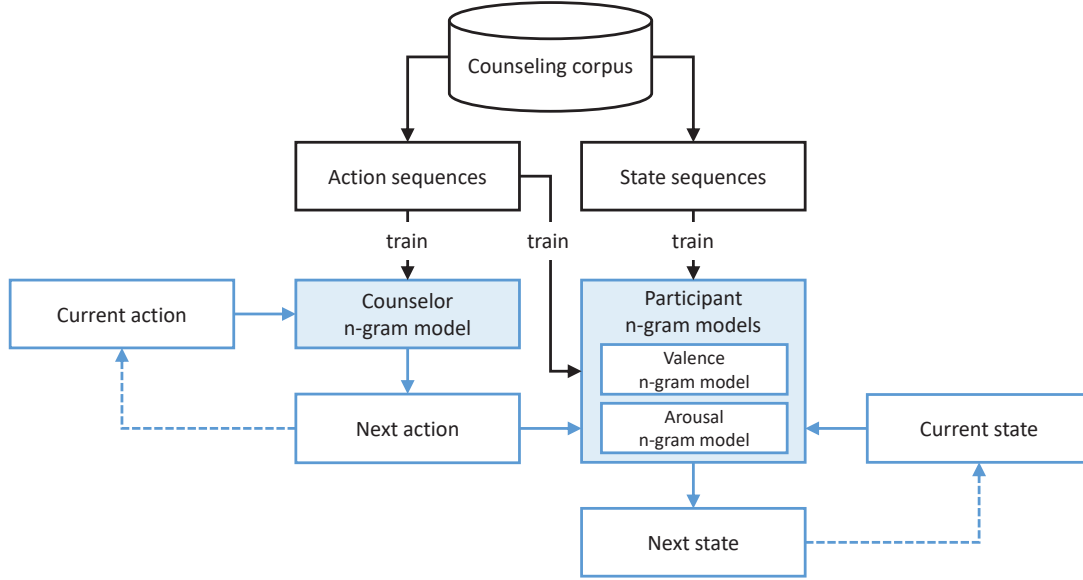 Counseling corpus
Action sequences
State sequences
train
train
train
Current action
Counselor
n-gram model
Participant
n-gram models
Valence
n-gram model
Arousal
n-gram model
Next action
Current state
Next state